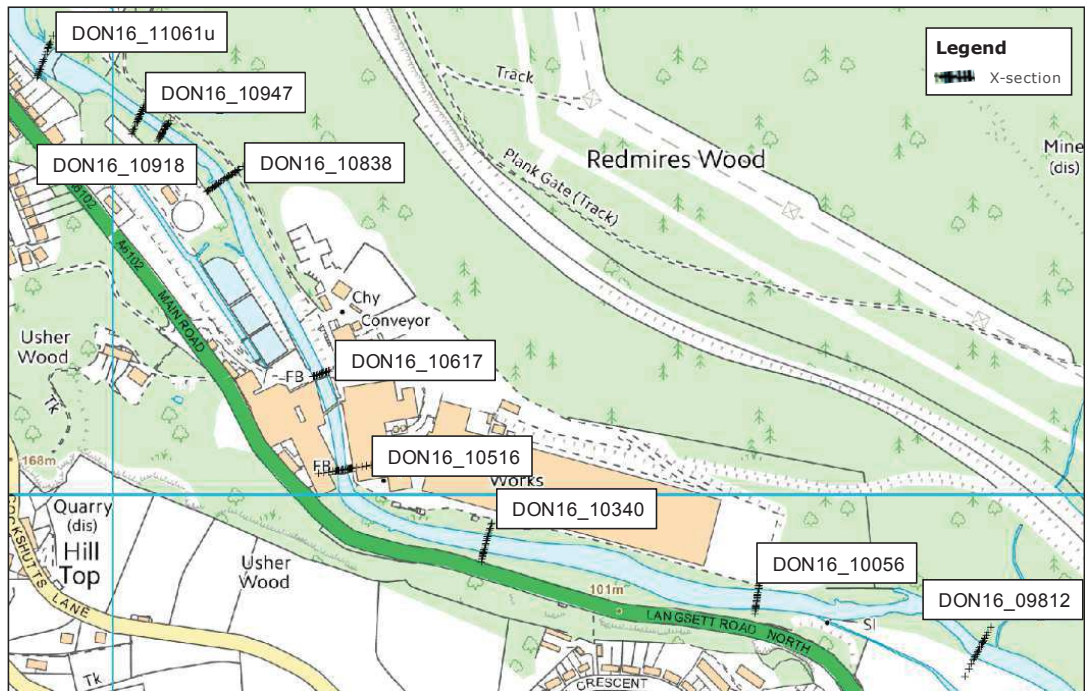 DON16_11061u
Legend
X-section
Track
DON16_10947
Redmires Wood
Mine
(dis)
DON16_10918
DON16_10838
Plank Gate (Track)
A6102
A6102
MAIN ROAD
Chy
Conveyor
Usher
Wood
DON16_10617
FB
Tk
168m
DON16_10516
FB
Works
DON16_10340
Quarry
(dis)
Hill
Top
Usher
Wood
DON16_10056
101m
DON16_09812
LANE
LANGSETT ROAD NORTH
Sl
Tk
CRESCENT